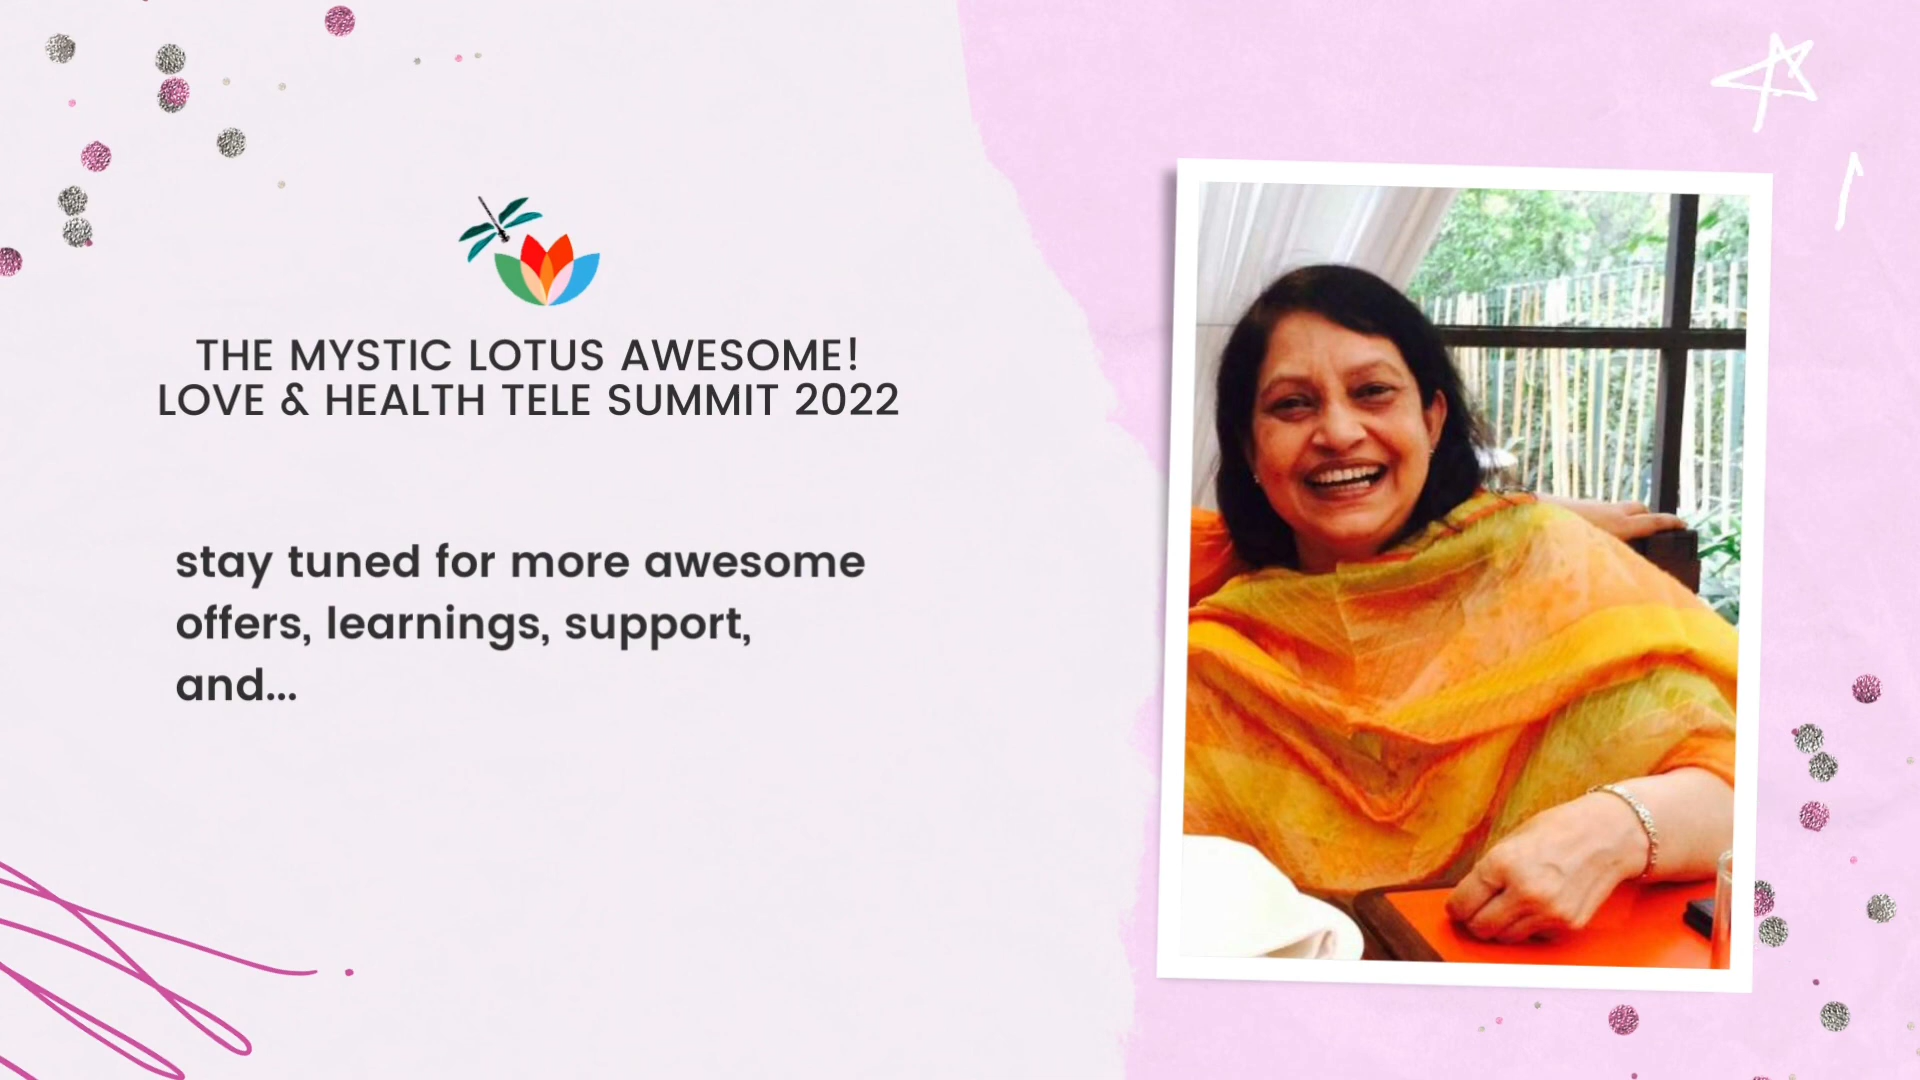 THE MYSTIC LOTUS AWESOME!
LOVE & HEALTH TELE SUMMIT 2022
stay tuned for more awesome
offers, learnings, support,
and...